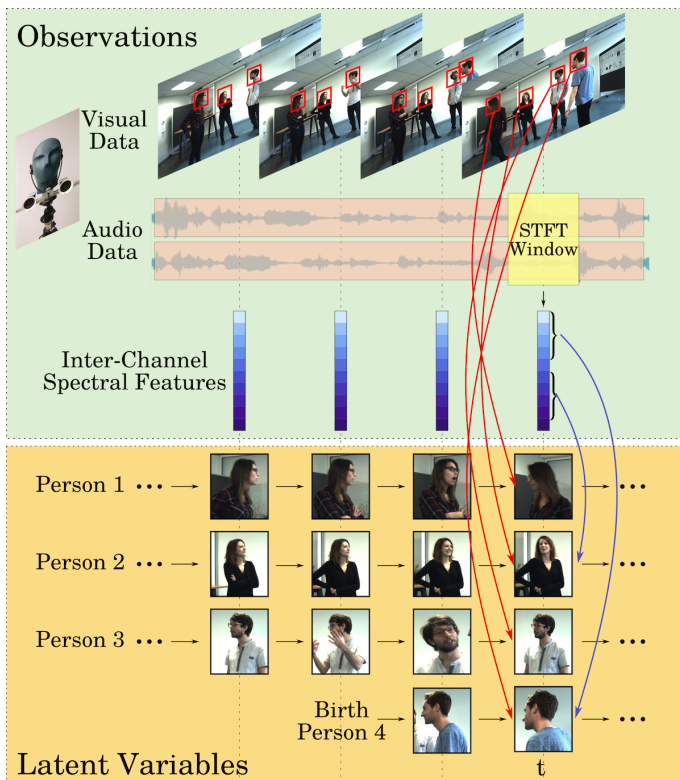 Observations
Visual
Data
Audio
Data
STFT
Window
Inter-Channel
Spectral Features
Person 1
Person 2
Person 3
Birth
Person 4
Latent Variables
t